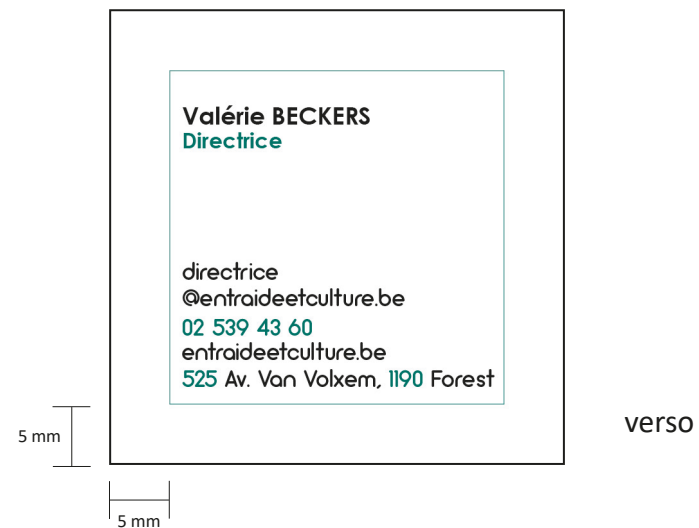 Valérie BECKERS
Directrice
directrice
@entraideetculture.be
02 539 43 60
entraideetculture.be
525 Av. Van Volxem, 1190 Forest
verso
5 mm
5 mm